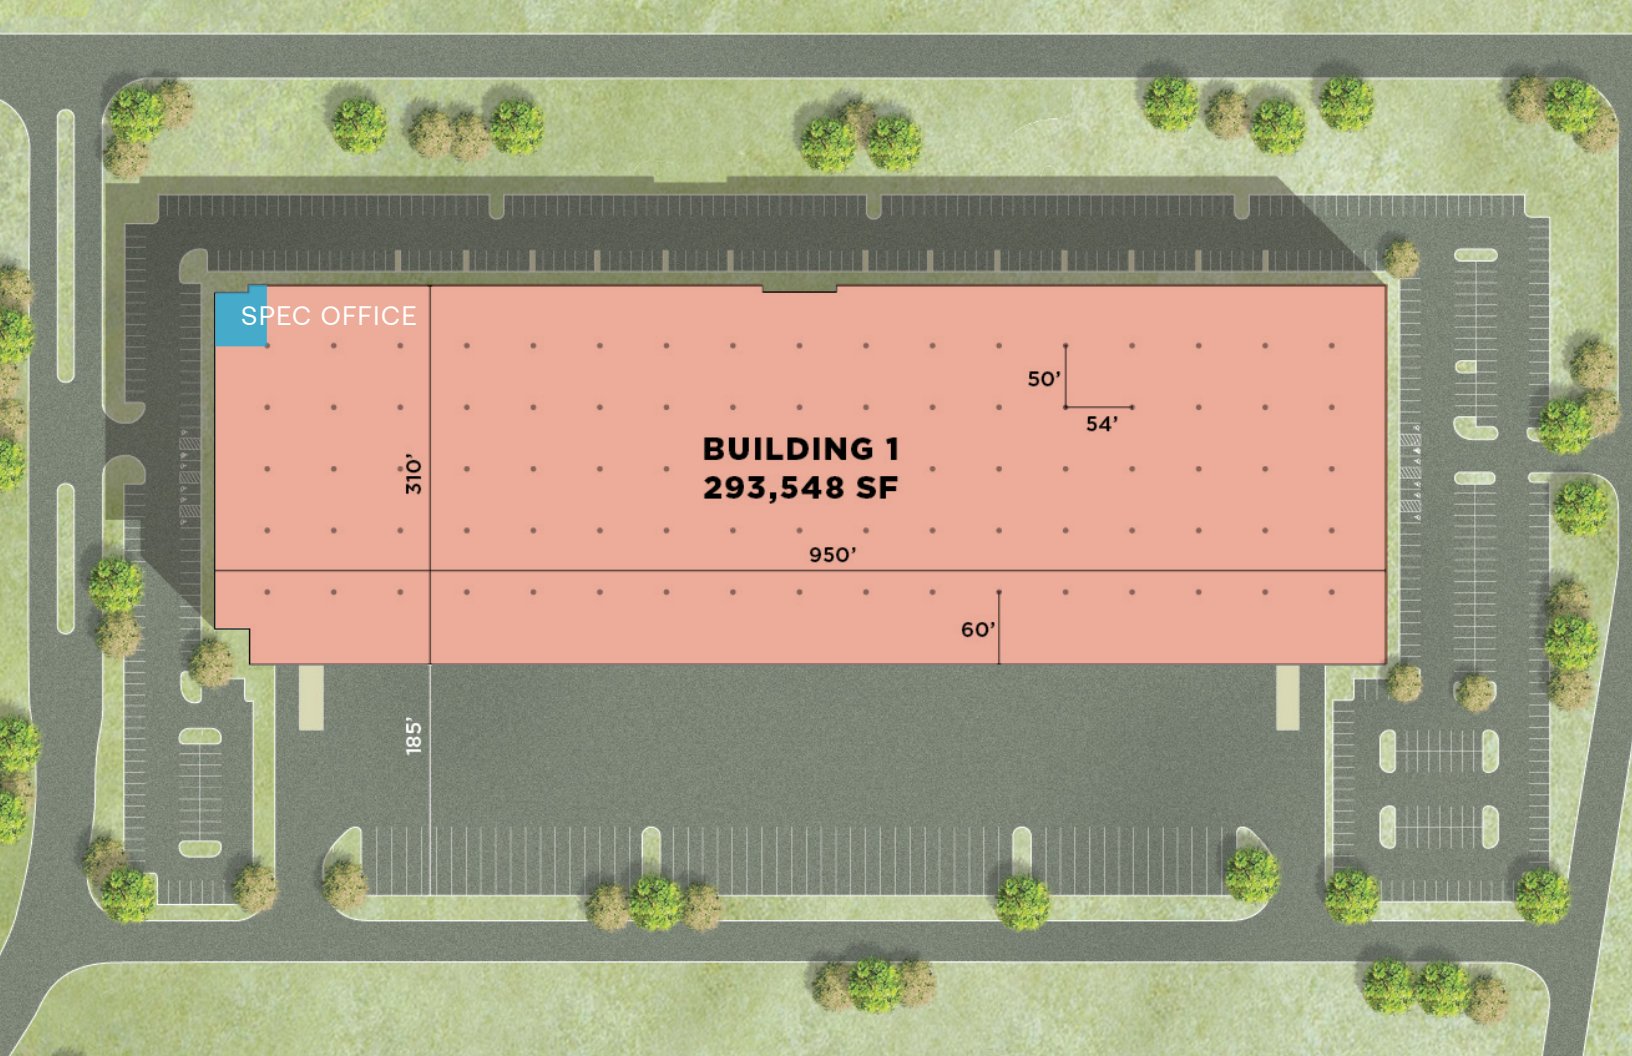 SPEC OFFICE
50’
54’
BUILDING 1
293,548 SF
310’
950’
60’
185’